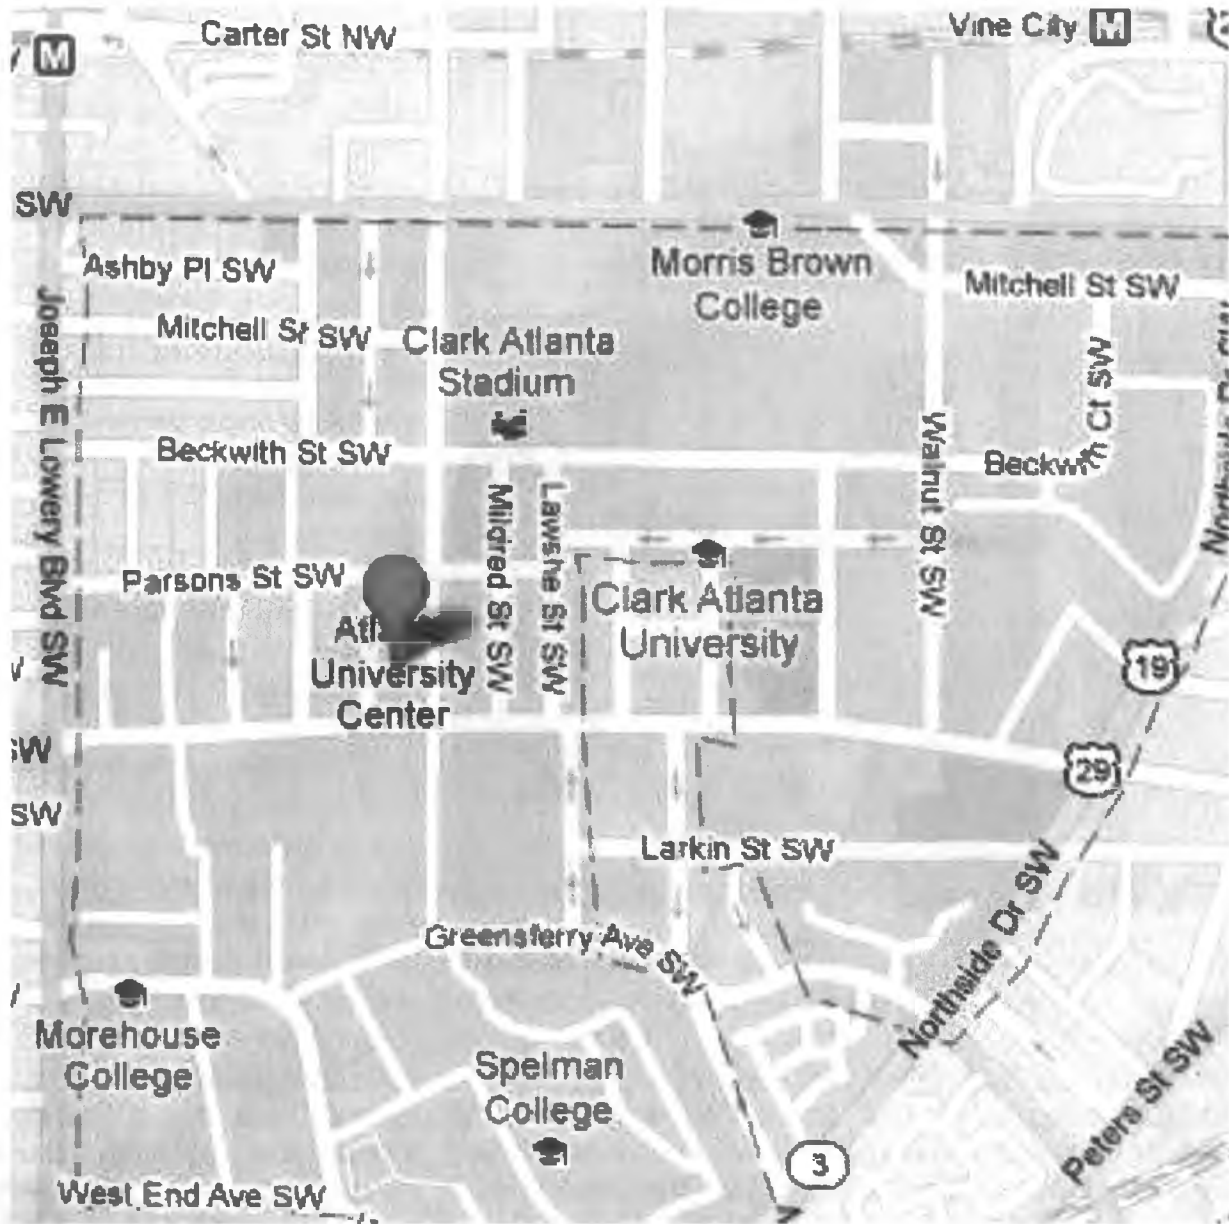 Carter St NW
Vine City M
M
SW
Morris Brown
College
Ashby Pl SW
Mitchell St SW
Mitchell St SW
Clark Atlanta
Stadium
Joseph E Lowery Blvd SW
Beckwith St SW
Walnut St SW
Beckwith Ct SW
Mildred St SW
Lawshe St SW
Parsons St SW
Clark Atlanta
University
University
Center
19
SW
29
SW
Larkin St SW
Greensferry Ave SW
Northside Dr SW
Morehouse
College
Spelman
College
Peters St SW
3
West End Ave SW